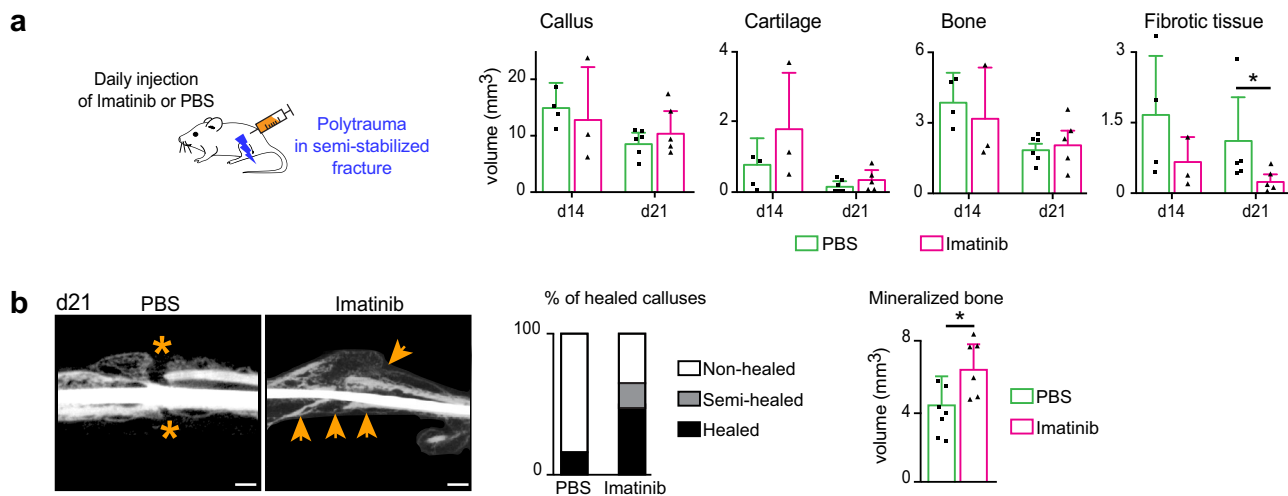 a
Daily injection
of Imatinib or PBS
Polytrauma
in semi-stabilized
fracture
Callus
volume (mm³)
20
10
0
d14
d21
Cartilage
4
2
0
d14
d21
Bone
6
3
0
d14
d21
Fibrotic tissue
3
1.5
0
*
d14
d21
PBS
Imatinib
b
d21
PBS
Imatinib
*
*
% of healed calluses
100
0
PBS
Imatinib
Non-healed
Semi-healed
Healed
Mineralized bone
volume (mm³)
8
4
0
*
PBS
Imatinib